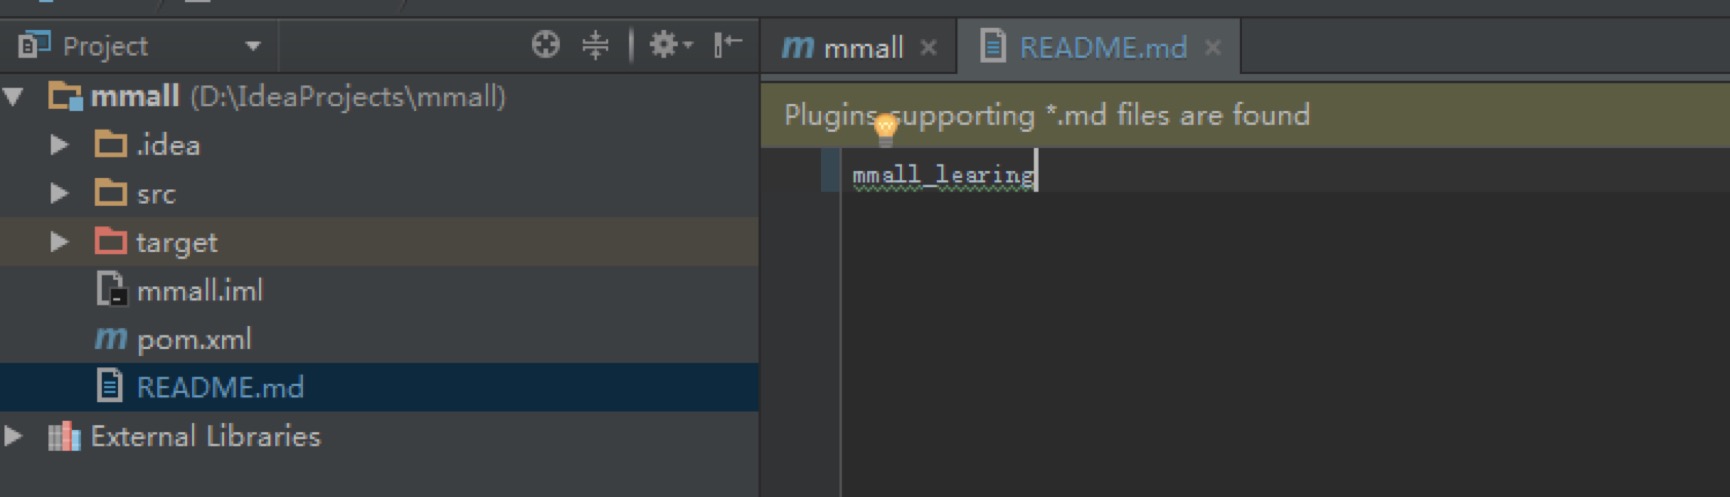 Project
mmall
README.md
mmall (D:\IdeaProjects\mmall)
.idea
src
target
mmall.iml
pom.xml
README.md
External Libraries
Plugins supporting *.md files are found
mmall_learing